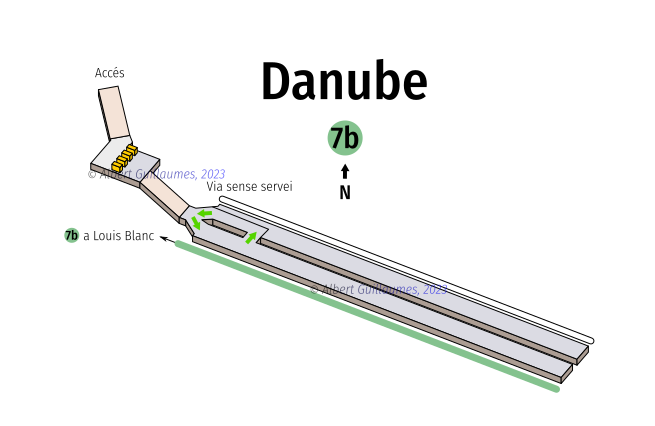 Accés
Danube
7b
N
© Albert Guillaumes, 2023
Via sense servei
7b a Louis Blanc
© Albert Guillaumes, 2023